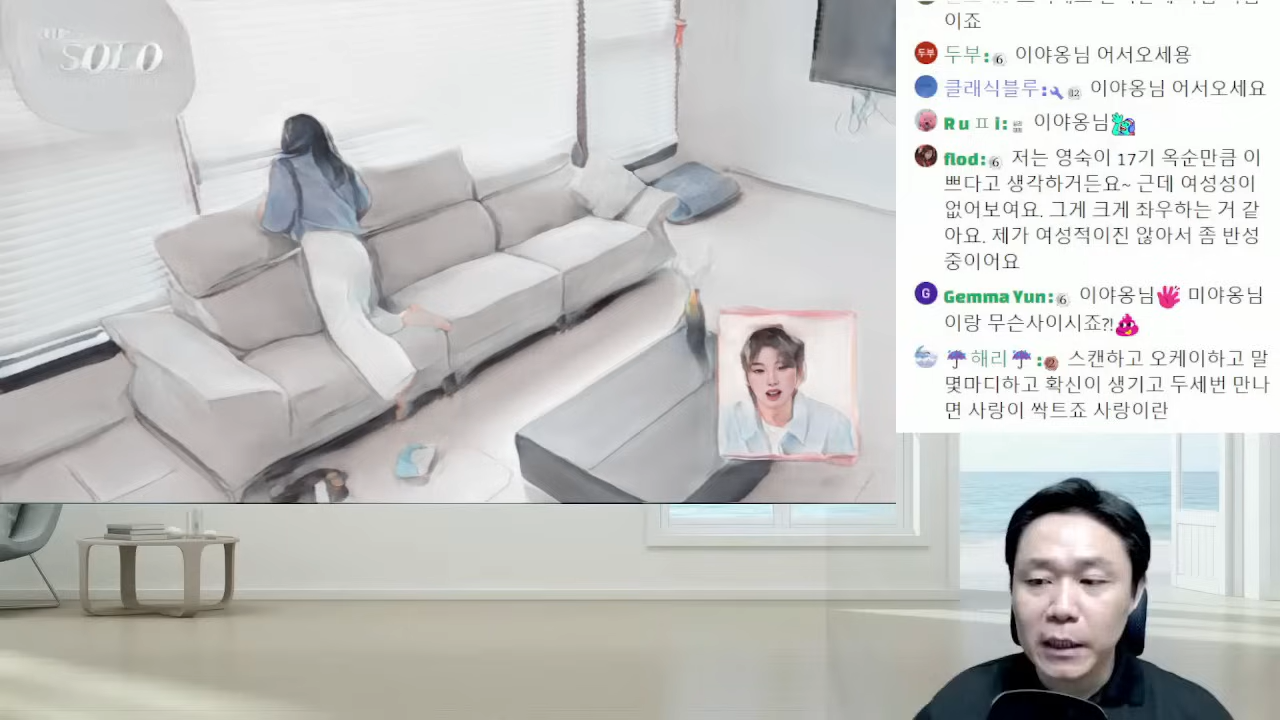 SOLO
이죠
두부: 6 이야옹님 어서오세용
클래식블루: 12 이야옹님 어서오세요
Ru ㅍ i: 이야옹님
flod: 6 저는 영숙이 17기 옥순만큼 이
쁘다고 생각하거든요~ 근데 여성성이
없어보여요. 그게 크게 좌우하는 거 같
아요. 제가 여성적이진 않아서 좀 반성
중이어요
G Gemma Yun: 6 이야옹님 미야옹님
이랑 무슨사이시죠?!
해리 : 2 스캔하고 오케이하고 말
몇마디하고 확신이 생기고 두세번 만나
면 사랑이 싹트죠 사랑이란